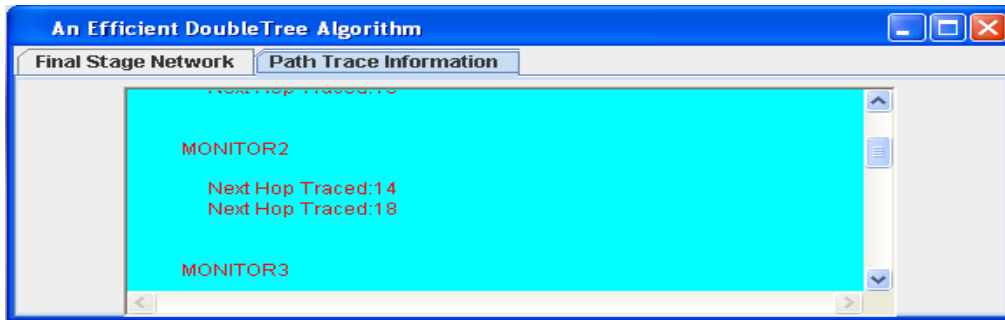 An Efficient DoubleTree Algorithm
Final Stage Network
Path Trace Information
MONITOR2
Next Hop Traced:14
Next Hop Traced:18
MONITOR3